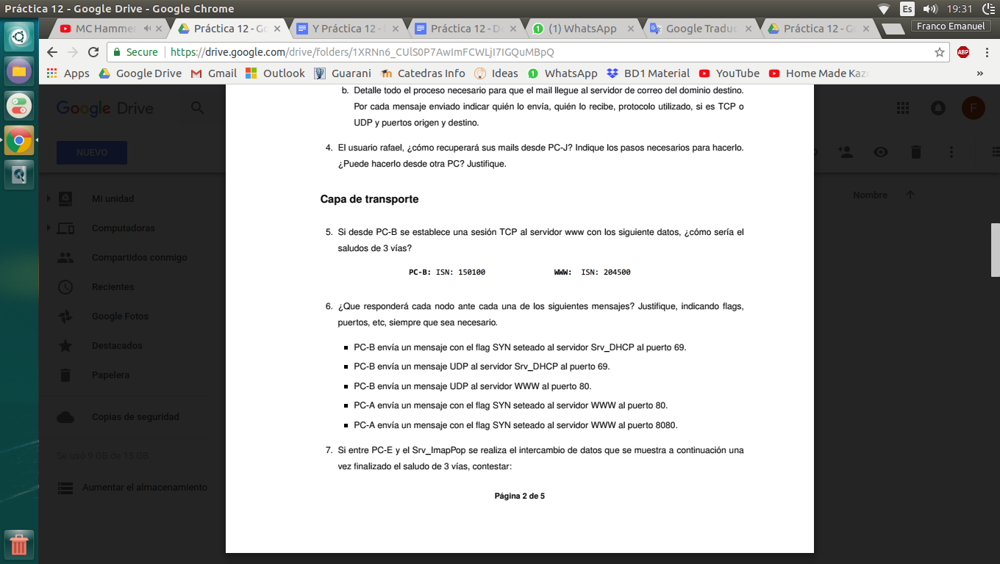 Práctica 12 - Google Drive - Google Chrome
Es
19:31
MC Hammer
Práctica 12 - Go
Y Práctica 12 -
Práctica 12 - D
(1) WhatsApp
Google Traduc
Práctica 12 - Go
Franco Emanuel
Secure
https://drive.google.com/drive/folders/1XRNn6_CUlS0P7AwImFCWLjI7IGQuMBpQ
ABP
Apps
Google Drive
Gmail
Outlook
Guarani
Catedras Info
Ideas
WhatsApp
BD1 Material
YouTube
Home Made Kaz
»
Google Drive
F
NUEVO
Mi unidad
Computadoras
Compartidos conmigo
Recientes
Google Fotos
Destacados
Papelera
Copias de seguridad
Se usó 9 GB de 15 GB
Aumentar el almacenamiento
Nombre
b. Detalle todo el proceso necesario para que el mail llegue al servidor de correo del dominio destino.
Por cada mensaje enviado indicar quién lo envía, quién lo recibe, protocolo utilizado, si es TCP o
UDP y puertos origen y destino.
4. El usuario rafael, ¿cómo recuperará sus mails desde PC-J? Indique los pasos necesarios para hacerlo.
¿Puede hacerlo desde otra PC? Justifique.
Capa de transporte
5. Si desde PC-B se establece una sesión TCP al servidor www con los siguiente datos, ¿cómo sería el
saludos de 3 vías?
PC-B: ISN: 150100 WWW: ISN: 204500
6. ¿Que responderá cada nodo ante cada una de los siguientes mensajes? Justifique, indicando flags,
puertos, etc, siempre que sea necesario.
▪ PC-B envía un mensaje con el flag SYN seteado al servidor Srv_DHCP al puerto 69.
▪ PC-B envía un mensaje UDP al servidor Srv_DHCP al puerto 69.
▪ PC-B envía un mensaje UDP al servidor WWW al puerto 80.
▪ PC-A envía un mensaje con el flag SYN seteado al servidor WWW al puerto 80.
▪ PC-A envía un mensaje con el flag SYN seteado al servidor WWW al puerto 8080.
7. Si entre PC-E y el Srv_ImapPop se realiza el intercambio de datos que se muestra a continuación una
vez finalizado el saludo de 3 vías, contestar:
Página 2 de 5